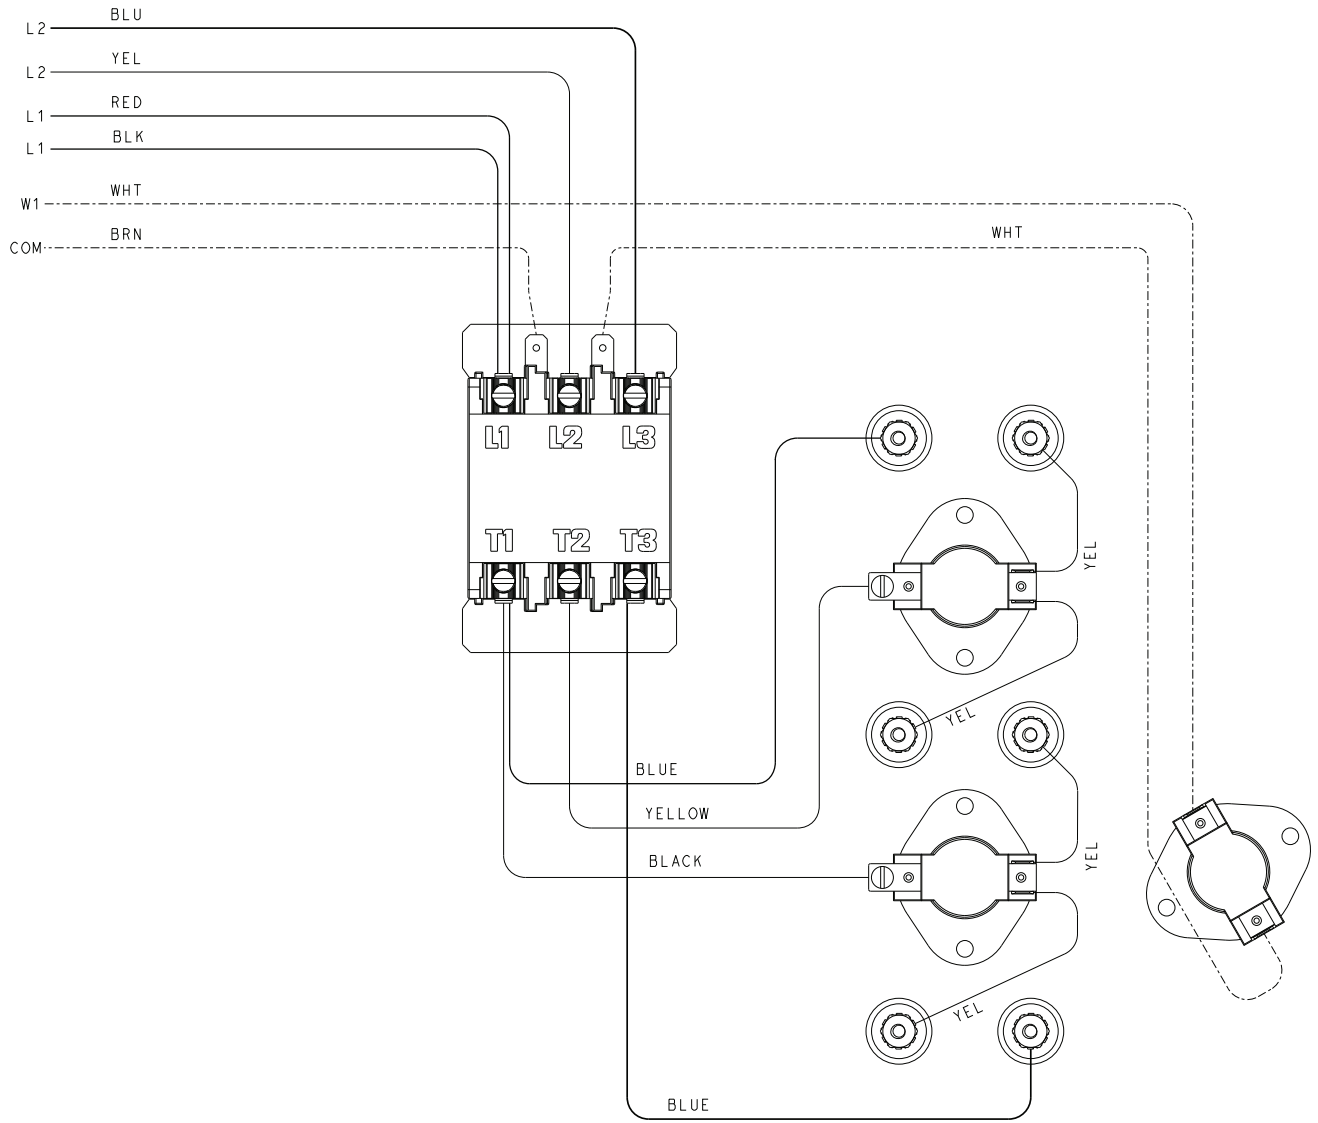 BLU
L2
YEL
L2
RED
L1
BLK
L1
WHT
W1
BRN
COM
WHT
L1 L2 L3
T1 T2 T3
YEL
YEL
BLUE
YELLOW
BLACK
YEL
YEL
BLUE